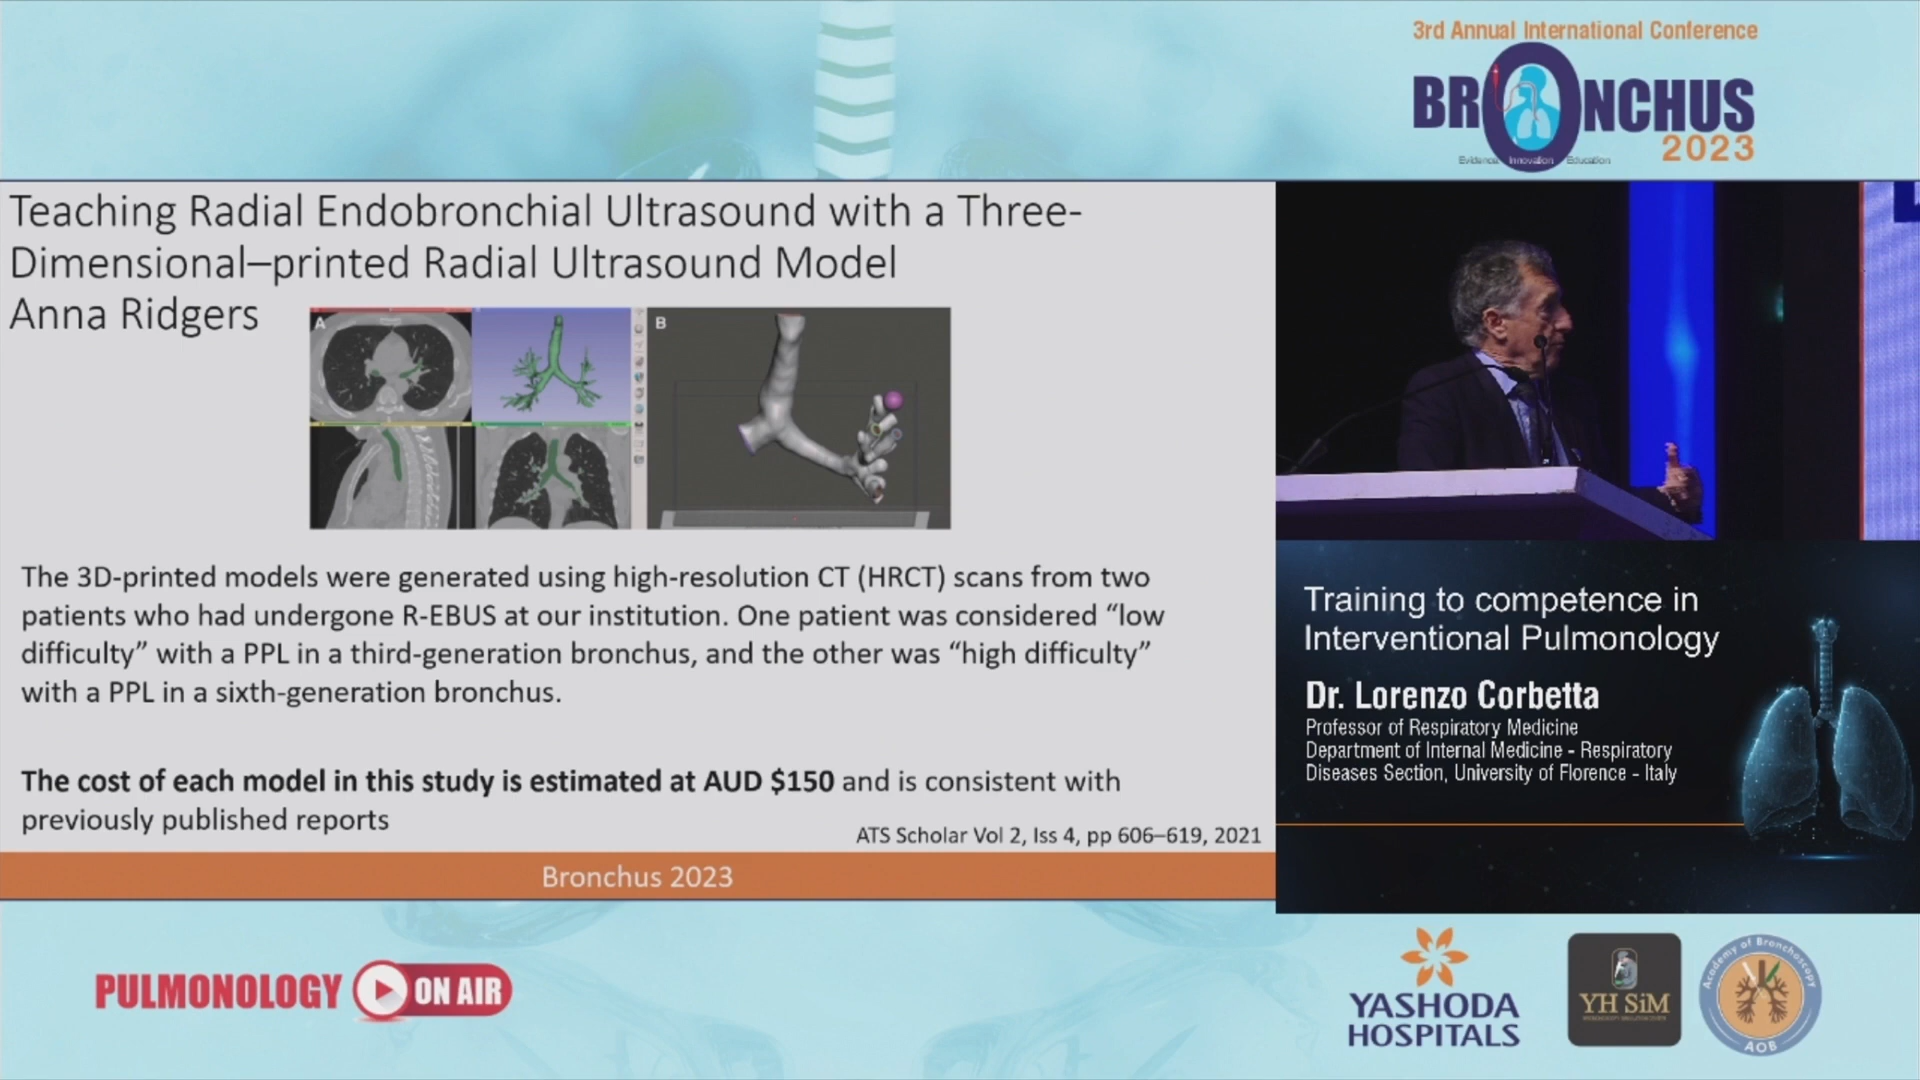 3rd Annual International Conference
BRONCHUS
2023
Evidence Innovation Education
Teaching Radial Endobronchial Ultrasound with a Three-
Dimensional–printed Radial Ultrasound Model
Anna Ridgers
A
B
The 3D-printed models were generated using high-resolution CT (HRCT) scans from two
patients who had undergone R-EBUS at our institution. One patient was considered “low
difficulty” with a PPL in a third-generation bronchus, and the other was “high difficulty”
with a PPL in a sixth-generation bronchus.
The cost of each model in this study is estimated at AUD $150 and is consistent with
previously published reports
ATS Scholar Vol 2, Iss 4, pp 606–619, 2021
Bronchus 2023
Training to competence in
Interventional Pulmonology
Dr. Lorenzo Corbetta
Professor of Respiratory Medicine
Department of Internal Medicine - Respiratory
Diseases Section, University of Florence - Italy
PULMONOLOGY ON AIR
YASHODA
HOSPITALS
YH SiM
Academy of Bronchoscopy
AOB